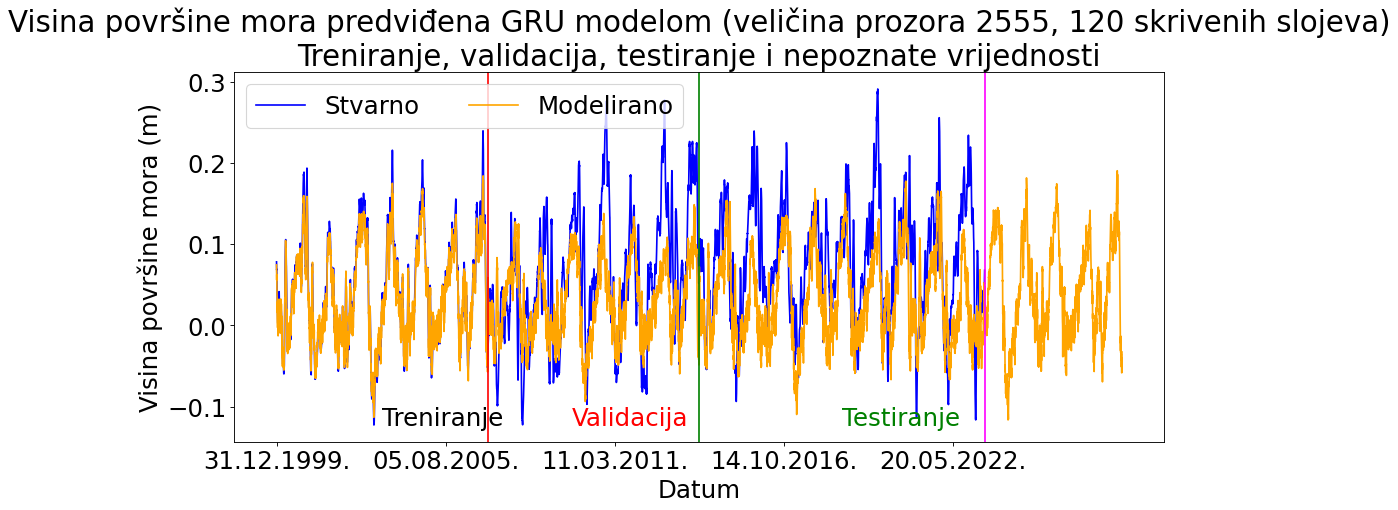 Visina površine mora predviđena GRU modelom (veličina prozora 2555, 120 skrivenih slojeva)
Treniranje, validacija, testiranje i nepoznate vrijednosti
Stvarno
Modelirano
Visina površine mora (m)
0.3
0.2
0.1
0.0
−0.1
Treniranje
Validacija
Testiranje
31.12.1999.
05.08.2005.
11.03.2011.
14.10.2016.
20.05.2022.
Datum